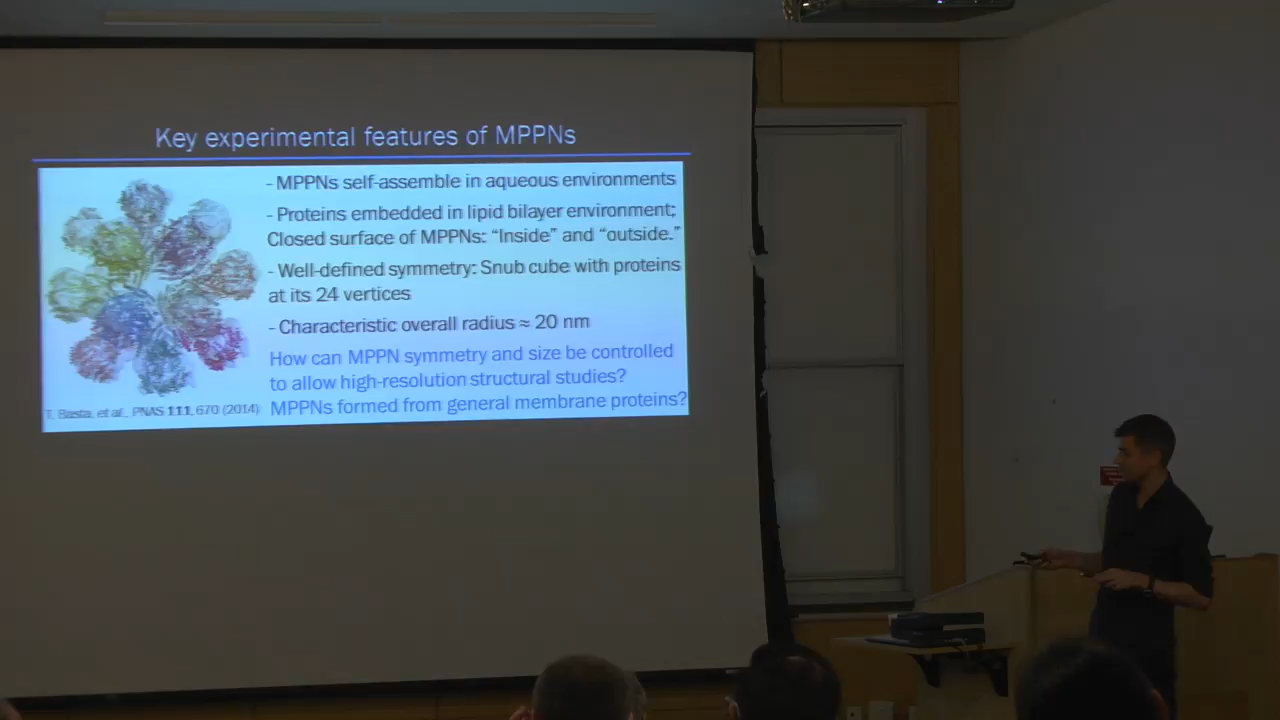 Key experimental features of MPPNs
- MPPNs self-assemble in aqueous environments
- Proteins embedded in lipid bilayer environment;
Closed surface of MPPNs: “Inside” and “outside.”
- Well-defined symmetry: Snub cube with proteins
at its 24 vertices
- Characteristic overall radius ≈ 20 nm
How can MPPN symmetry and size be controlled
to allow high-resolution structural studies?
MPPNs formed from general membrane proteins?
T. Basta, et al., PNAS 111, 670 (2014)